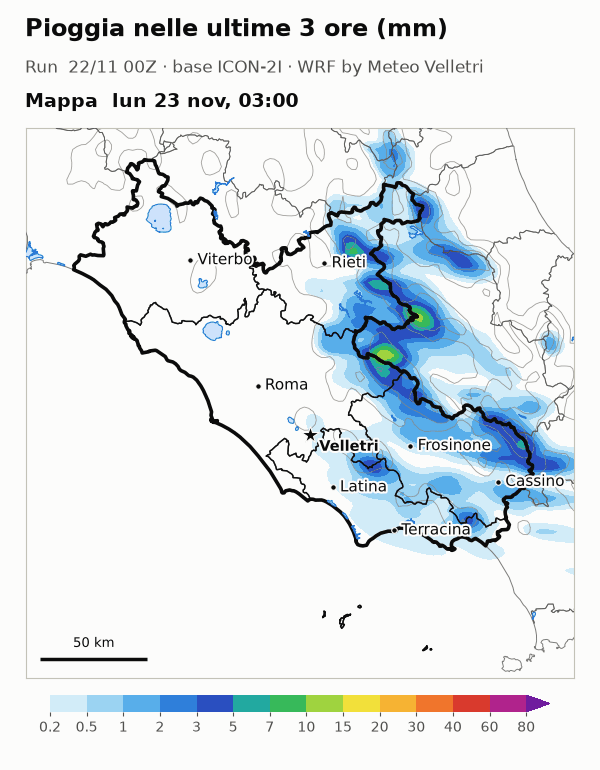 Pioggia nelle ultime 3 ore (mm)
Run  22/11 00Z · base ICON-2I · WRF by Meteo Velletri
Mappa  lun 23 nov, 03:00
Viterbo
Rieti
Roma
Velletri
Frosinone
Latina
Cassino
Terracina
50 km
0.2 0.5 1 2 3 5 7 10 15 20 30 40 60 80